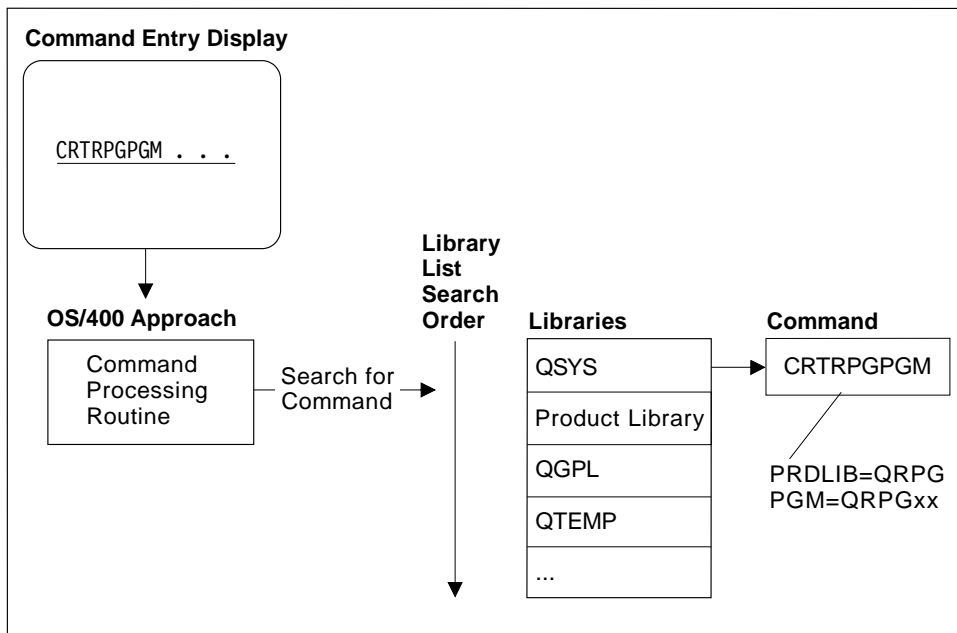 Command Entry Display
CRTRPGPGM . . .
OS/400 Approach
Command
Processing
Routine
Search for
Command
Library
List
Search
Order
Libraries
QSYS
Product Library
QGPL
QTEMP
...
Command
CRTRPGPGM
PRDLIB=QRPG
PGM=QRPGxx